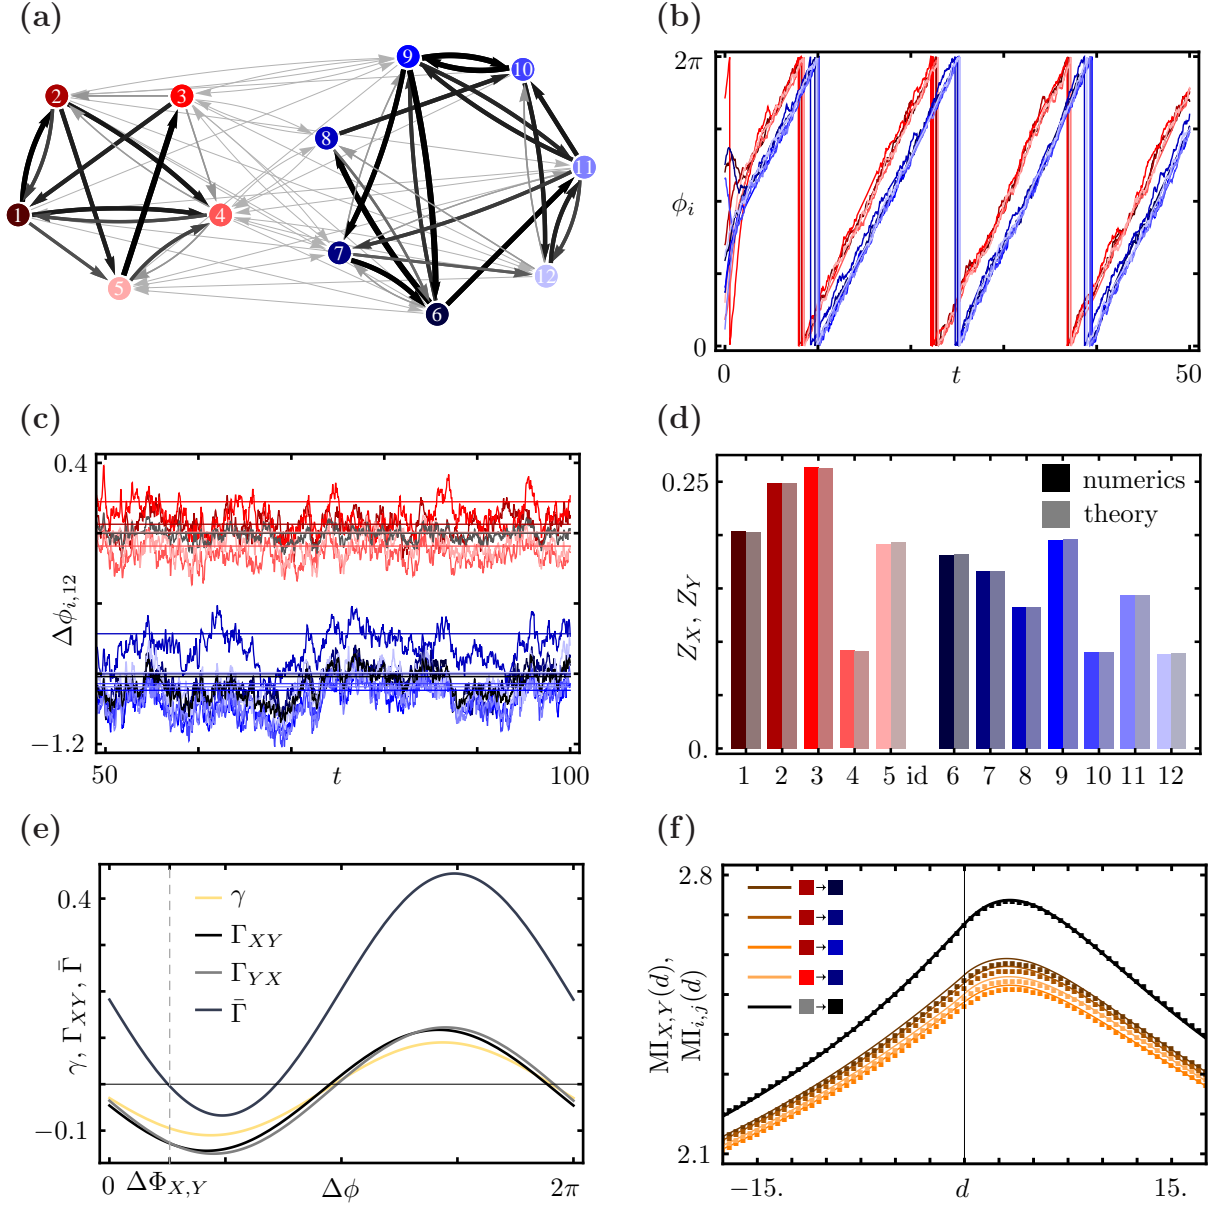 (a)
1
2
3
4
5
6
7
8
9
10
11
12
(b)
2π
ϕi
0
0
t
50
(c)
0.4
Δϕi,12
−1.2
50
t
100
(d)
0.25
ZX, ZY
0.
numerics
theory
1 2 3 4 5 id 6 7 8 9 10 11 12
(e)
0.4
γ, ΓXY, ΓYX, Γ̄
−0.1
γ
ΓXY
ΓYX
Γ̄
0 ΔΦX,Y Δϕ 2π
(f)
2.8
MIX,Y(d),
MIi,j(d)
2.1
→
→
→
→
→
−15. d 15.